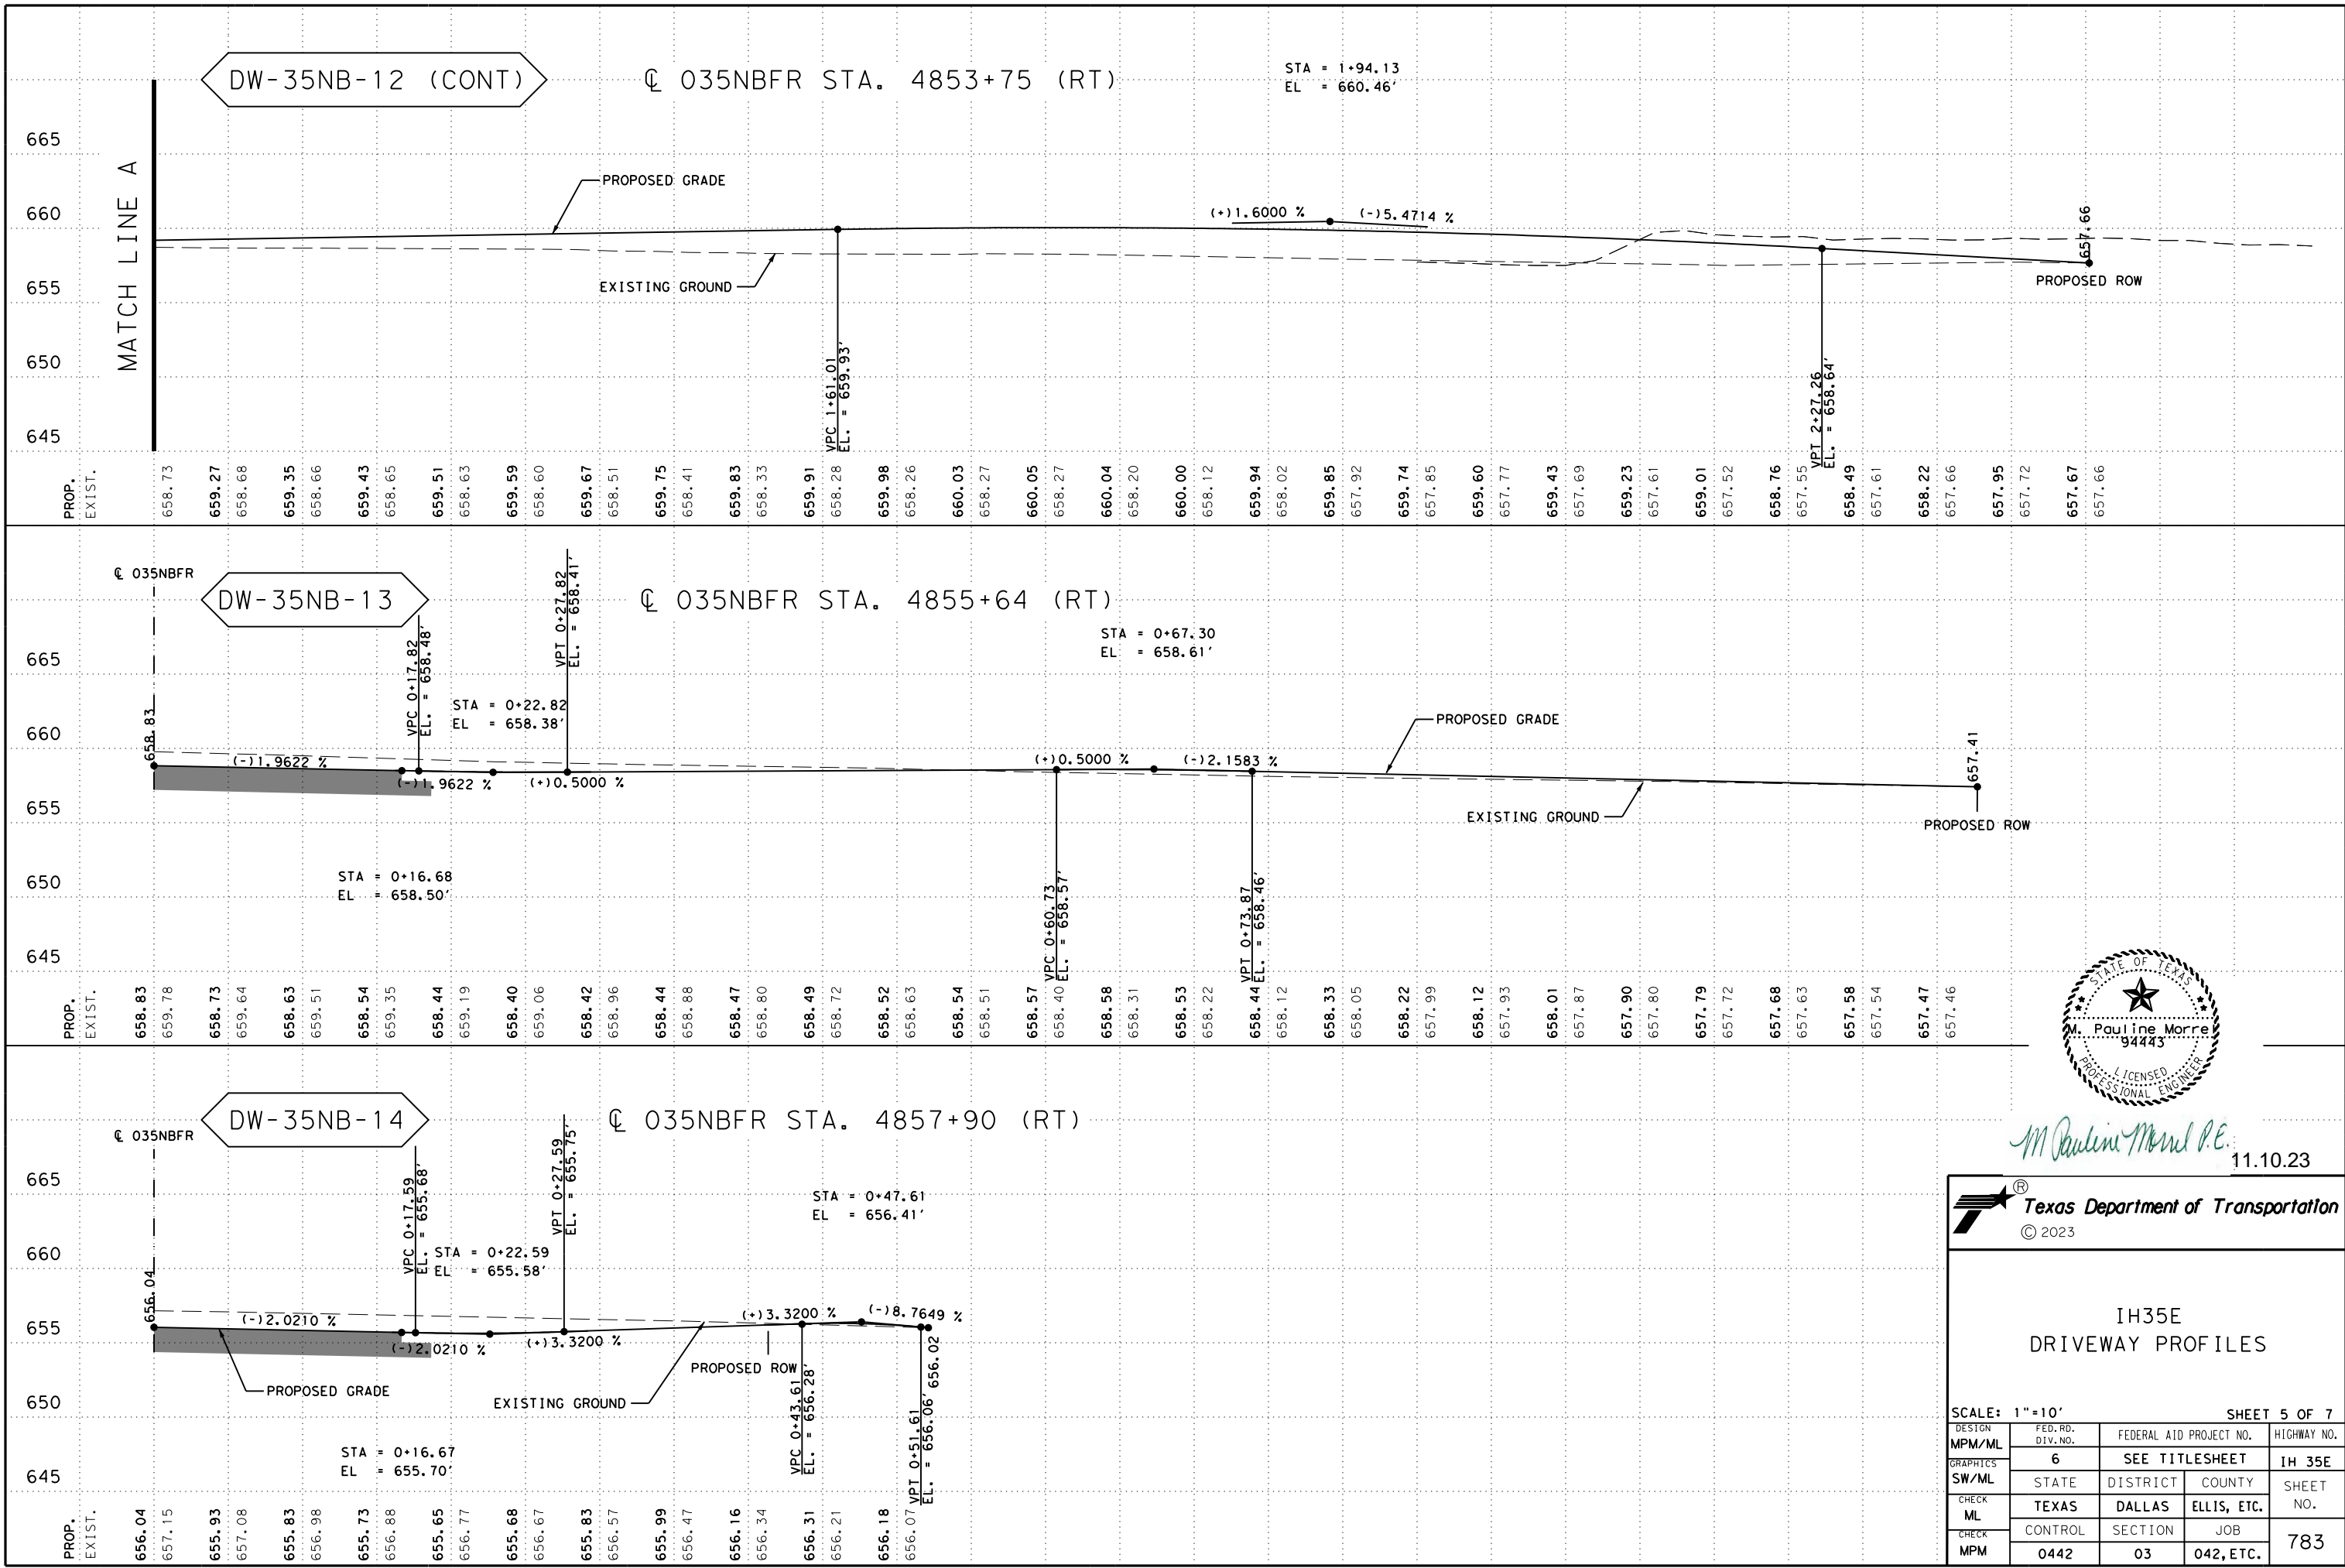 DW-35NB-12 (CONT)
℄ 035NBFR STA. 4853+75 (RT)
STA = 1+94.13
EL = 660.46'
665
660
655
650
645
MATCH LINE A
PROPOSED GRADE
EXISTING GROUND
(+)1.6000 %
(-)5.4714 %
657.66
PROPOSED ROW
VPC 1+61.01
EL. = 659.93'
VPT 2+27.26
EL. = 658.64'
PROP.
EXIST.
658.73
659.27
658.68
659.35
658.66
659.43
658.65
659.51
658.63
659.59
658.60
659.67
658.51
659.75
658.41
659.83
658.33
659.91
658.28
659.98
658.26
660.03
658.27
660.05
658.27
660.04
658.20
660.00
658.12
659.94
658.02
659.85
657.92
659.74
657.85
659.60
657.77
659.43
657.69
659.23
657.61
659.01
657.52
658.76
657.55
658.49
657.61
658.22
657.66
657.95
657.72
657.67
657.66
℄ 035NBFR
DW-35NB-13
℄ 035NBFR STA. 4855+64 (RT)
665
660
655
650
645
658.83
VPC 0+17.82
EL. = 658.48'
STA = 0+22.82
EL = 658.38'
VPT 0+27.82
EL. = 658.41'
STA = 0+67.30
EL = 658.61'
(-)1.9622 %
(-)1.9622 %
(+)0.5000 %
(+)0.5000 %
(-)2.1583 %
PROPOSED GRADE
EXISTING GROUND
657.41
PROPOSED ROW
STA = 0+16.68
EL = 658.50'
VPC 0+60.73
EL. = 658.57'
VPT 0+73.87
EL. = 658.46'
PROP.
EXIST.
658.83
659.78
658.73
659.64
658.63
659.51
658.54
659.35
658.44
659.19
658.40
659.06
658.42
658.96
658.44
658.88
658.47
658.80
658.49
658.72
658.52
658.63
658.54
658.51
658.57
658.40
658.58
658.31
658.53
658.22
658.44
658.12
658.33
658.05
658.22
657.99
658.12
657.93
658.01
657.87
657.90
657.80
657.79
657.72
657.68
657.63
657.58
657.54
657.47
657.46
℄ 035NBFR
DW-35NB-14
℄ 035NBFR STA. 4857+90 (RT)
665
660
655
650
645
656.04
VPC 0+17.59
EL. = 655.68'
STA = 0+22.59
EL = 655.58'
VPT 0+27.59
EL. = 655.75'
STA = 0+47.61
EL = 656.41'
(-)2.0210 %
(-)2.0210 %
(+)3.3200 %
(+)3.3200 %
(-)8.7649 %
PROPOSED GRADE
EXISTING GROUND
PROPOSED ROW
STA = 0+16.67
EL = 655.70'
VPC 0+43.61
EL. = 656.28'
VPT 0+51.61
EL. = 656.06'
656.02
PROP.
EXIST.
656.04
657.15
655.93
657.08
655.83
656.98
655.73
656.88
655.65
656.77
655.68
656.67
655.83
656.57
655.99
656.47
656.16
656.34
656.31
656.21
656.18
656.07
STATE OF TEXAS
M. Pauline Morrel
94443
LICENSED
PROFESSIONAL ENGINEER
M Pauline Morrel P.E.
11.10.23
®
Texas Department of Transportation
© 2023
IH35E
DRIVEWAY PROFILES
SCALE: 1"=10'
SHEET 5 OF 7
DESIGN
MPM/ML
FED.RD.
DIV.NO.
FEDERAL AID PROJECT NO.
HIGHWAY NO.
GRAPHICS
SW/ML
6
SEE TITLESHEET
IH 35E
STATE
DISTRICT
COUNTY
SHEET
NO.
CHECK
ML
TEXAS
DALLAS
ELLIS, ETC.
CHECK
MPM
CONTROL
SECTION
JOB
783
0442
03
042,ETC.